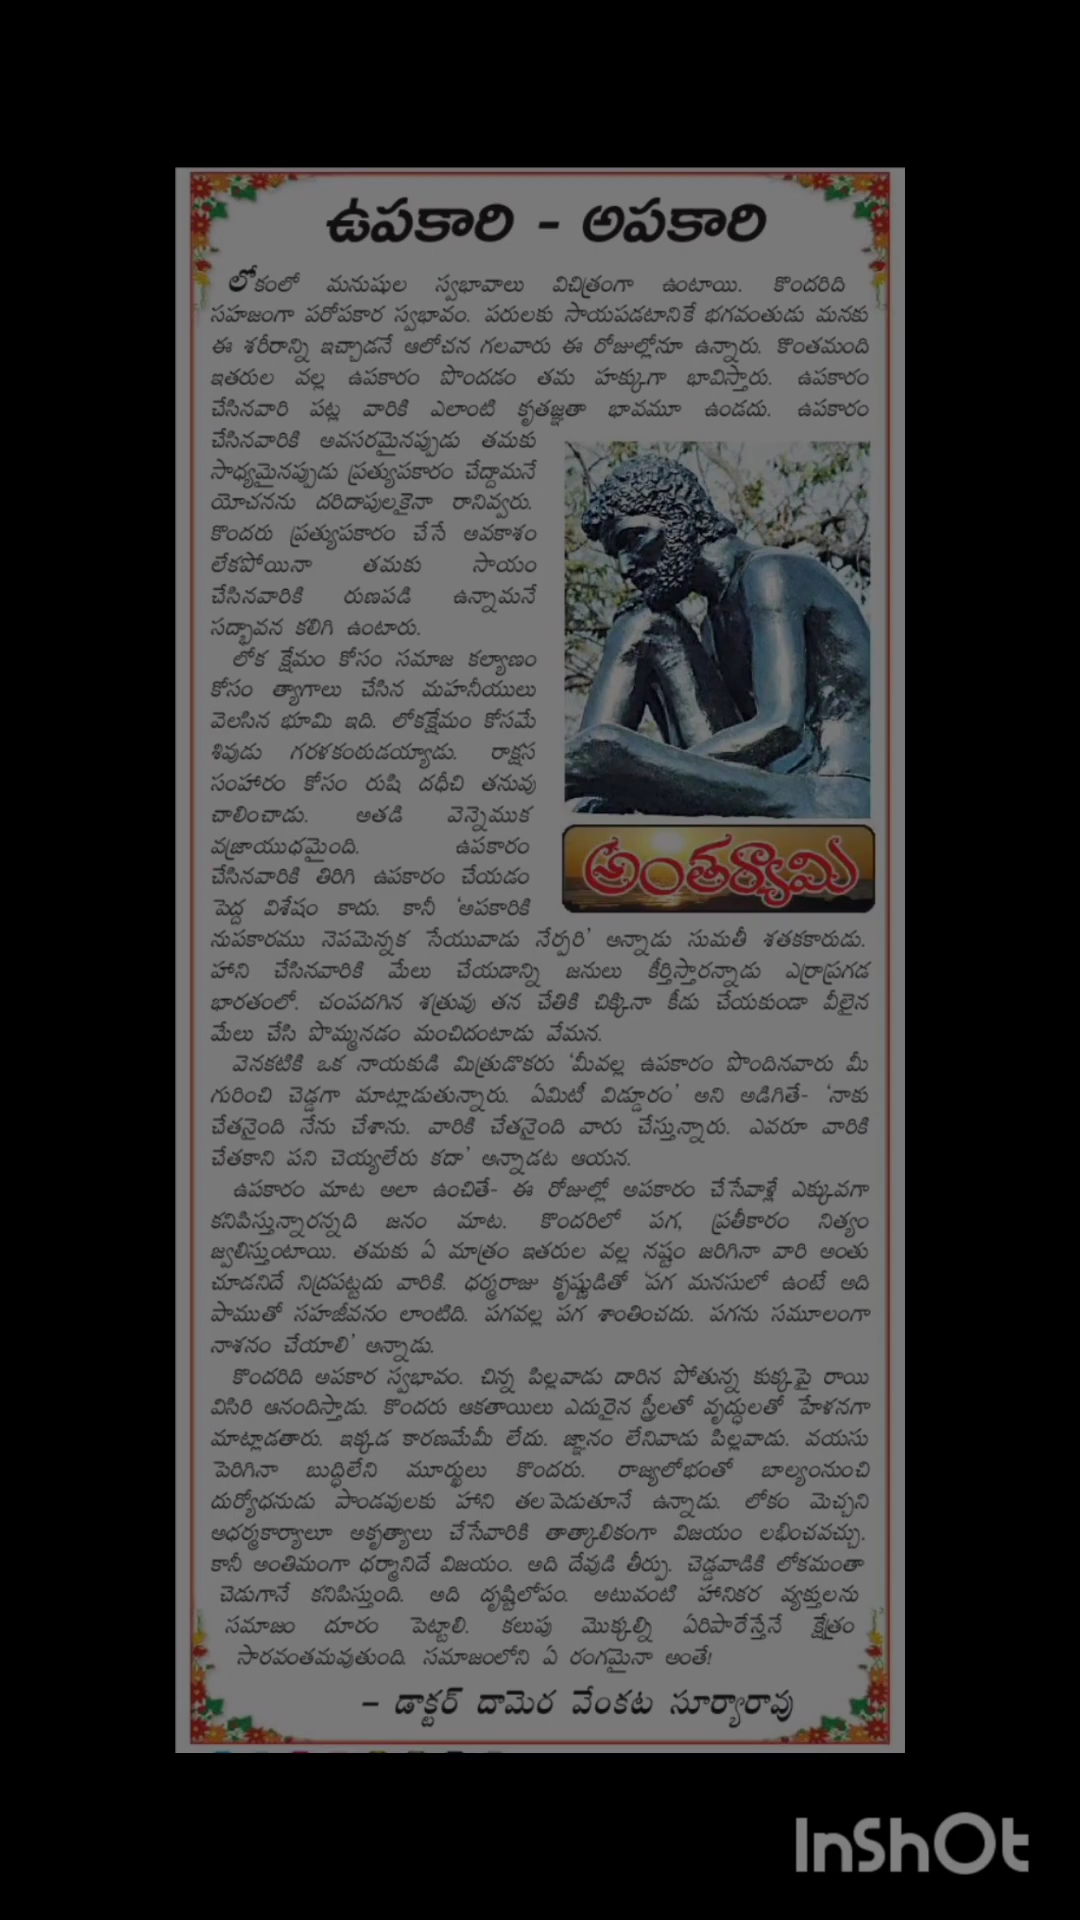 ఉపకారి - అపకారి
లోకంలో మనుషుల స్వభావాలు విచిత్రంగా ఉంటాయి. కొందరిది
సహజంగా పరోపకార స్వభావం. పరులకు సాయపడటానికే భగవంతుడు మనకు
ఈ శరీరాన్ని ఇచ్చాడనే ఆలోచన గలవారు ఈ రోజుల్లోనూ ఉన్నారు. కొంతమంది
ఇతరుల వల్ల ఉపకారం పొందడం తమ హక్కుగా భావిస్తారు. ఉపకారం
చేసినవారి పట్ల వారికి ఎలాంటి కృతజ్ఞతా భావమూ ఉండదు. ఉపకారం
చేసినవారికి అవసరమైనప్పుడు తమకు
సాధ్యమైనప్పుడు ప్రత్యుపకారం చేద్దామనే
యోచనను దరిదాపులకైనా రానివ్వరు.
కొందరు ప్రత్యుపకారం చేసే అవకాశం
లేకపోయినా తమకు సాయం
చేసినవారికి రుణపడి ఉన్నామనే
సద్భావన కలిగి ఉంటారు.
లోక క్షేమం కోసం సమాజ కల్యాణం
కోసం త్యాగాలు చేసిన మహనీయులు
వెలసిన భూమి ఇది. లోకక్షేమం కోసమే
శివుడు గరళకంఠుడయ్యాడు. రాక్షస
సంహారం కోసం రుషి దధీచి తనువు
చాలించాడు. అతడి వెన్నెముక
వజ్రాయుధమైంది. ఉపకారం
చేసినవారికి తిరిగి ఉపకారం చేయడం
పెద్ద విశేషం కాదు. కానీ ‘అపకారికి
నుపకారము నెపమెన్నక సేయువాడు నేర్పరి’ అన్నాడు సుమతీ శతకకారుడు.
హాని చేసినవారికి మేలు చేయడాన్ని జనులు కీర్తిస్తారన్నాడు ఎర్రాప్రగడ
భారతంలో. చంపదగిన శత్రువు తన చేతికి చిక్కినా కీడు చేయకుండా వీలైన
మేలు చేసి పొమ్మనడం మంచిదంటాడు వేమన.
వెనకటికి ఒక నాయకుడి మిత్రుడొకరు ‘మీవల్ల ఉపకారం పొందినవారు మీ
గురించి చెడ్డగా మాట్లాడుతున్నారు. ఏమిటీ విడ్డూరం’ అని అడిగితే- ‘నాకు
చేతనైంది నేను చేశాను. వారికి చేతనైంది వారు చేస్తున్నారు. ఎవరూ వారికి
చేతకాని పని చెయ్యలేరు కదా’ అన్నాడట ఆయన.
ఉపకారం మాట అలా ఉంచితే- ఈ రోజుల్లో అపకారం చేసేవాళ్లే ఎక్కువగా
కనిపిస్తున్నారన్నది జనం మాట. కొందరిలో పగ, ప్రతీకారం నిత్యం
జ్వలిస్తుంటాయి. తమకు ఏ మాత్రం ఇతరుల వల్ల నష్టం జరిగినా వారి అంతు
చూడనిదే నిద్రపట్టదు వారికి. ధర్మరాజు కృష్ణుడితో ‘పగ మనసులో ఉంటే అది
పాముతో సహజీవనం లాంటిది. పగవల్ల పగ శాంతించదు. పగను సమూలంగా
నాశనం చేయాలి’ అన్నాడు.
కొందరిది అపకార స్వభావం. చిన్న పిల్లవాడు దారిన పోతున్న కుక్కపై రాయి
విసిరి ఆనందిస్తాడు. కొందరు ఆకతాయిలు ఎదురైన స్త్రీలతో వృద్ధులతో హేళనగా
మాట్లాడతారు. ఇక్కడ కారణమేమీ లేదు. జ్ఞానం లేనివాడు పిల్లవాడు. వయసు
పెరిగినా బుద్ధిలేని మూర్ఖులు కొందరు. రాజ్యలోభంతో బాల్యంనుంచి
దుర్యోధనుడు పాండవులకు హాని తలపెడుతూనే ఉన్నాడు. లోకం మెచ్చని
అధర్మకార్యాలూ అకృత్యాలు చేసేవారికి తాత్కాలికంగా విజయం లభించవచ్చు.
కానీ అంతిమంగా ధర్మానిదే విజయం. అది దేవుడి తీర్పు. చెడ్డవాడికి లోకమంతా
చెడుగానే కనిపిస్తుంది. అది దృష్టిలోపం. అటువంటి హానికర వ్యక్తులను
సమాజం దూరం పెట్టాలి. కలుపు మొక్కల్ని ఏరిపారేస్తేనే క్షేత్రం
సారవంతమవుతుంది. సమాజంలోని ఏ రంగమైనా అంతే!
– డాక్టర్ దామెర వేంకట సూర్యారావు
అంతర్యామి
InShOt